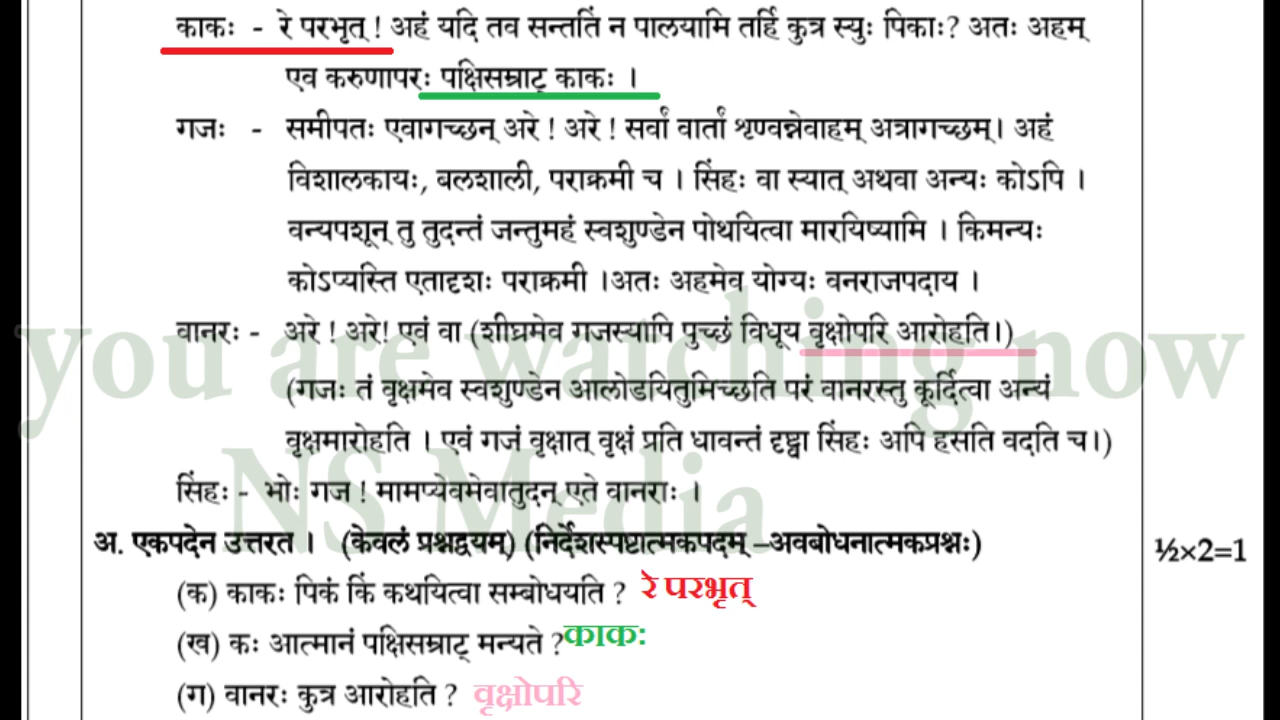 काकः - रे परभृत् ! अहं यदि तव सन्ततिं न पालयामि तर्हि कुत्र स्युः पिकाः? अतः अहम्
एव करुणापरः पक्षिसम्राट् काकः ।
गजः - समीपतः एवागच्छन् अरे ! अरे ! सर्वां वार्तां शृण्वन्नेवाहम् अत्रागच्छम्। अहं
विशालकायः, बलशाली, पराक्रमी च । सिंहः वा स्यात् अथवा अन्यः कोऽपि ।
वन्यपशून् तु तुदन्तं जन्तुमहं स्वशुण्डेन पोथयित्वा मारयिष्यामि । किमन्यः
कोऽप्यस्ति एतादृशः पराक्रमी ।अतः अहमेव योग्यः वनराजपदाय ।
वानरः - अरे ! अरे! एवं वा (शीघ्रमेव गजस्यापि पुच्छं विधूय वृक्षोपरि आरोहति।)
(गजः तं वृक्षमेव स्वशुण्डेन आलोडयितुमिच्छति परं वानरस्तु कूर्दित्वा अन्यं
वृक्षमारोहति । एवं गजं वृक्षात् वृक्षं प्रति धावन्तं दृष्ट्वा सिंहः अपि हसति वदति च।)
सिंहः - भोः गज ! मामप्येवमेवातुदन् एते वानराः ।
अ. एकपदेन उत्तरत । (केवलं प्रश्नद्वयम्) (निर्देशस्पष्टात्मकपदम् –अवबोधनात्मकप्रश्नः) ½×2=1
(क) काकः पिकं किं कथयित्वा सम्बोधयति ? रे परभृत्
(ख) कः आत्मानं पक्षिसम्राट् मन्यते ? काकः
(ग) वानरः कुत्र आरोहति ? वृक्षोपरि
you are watching now
NS Media